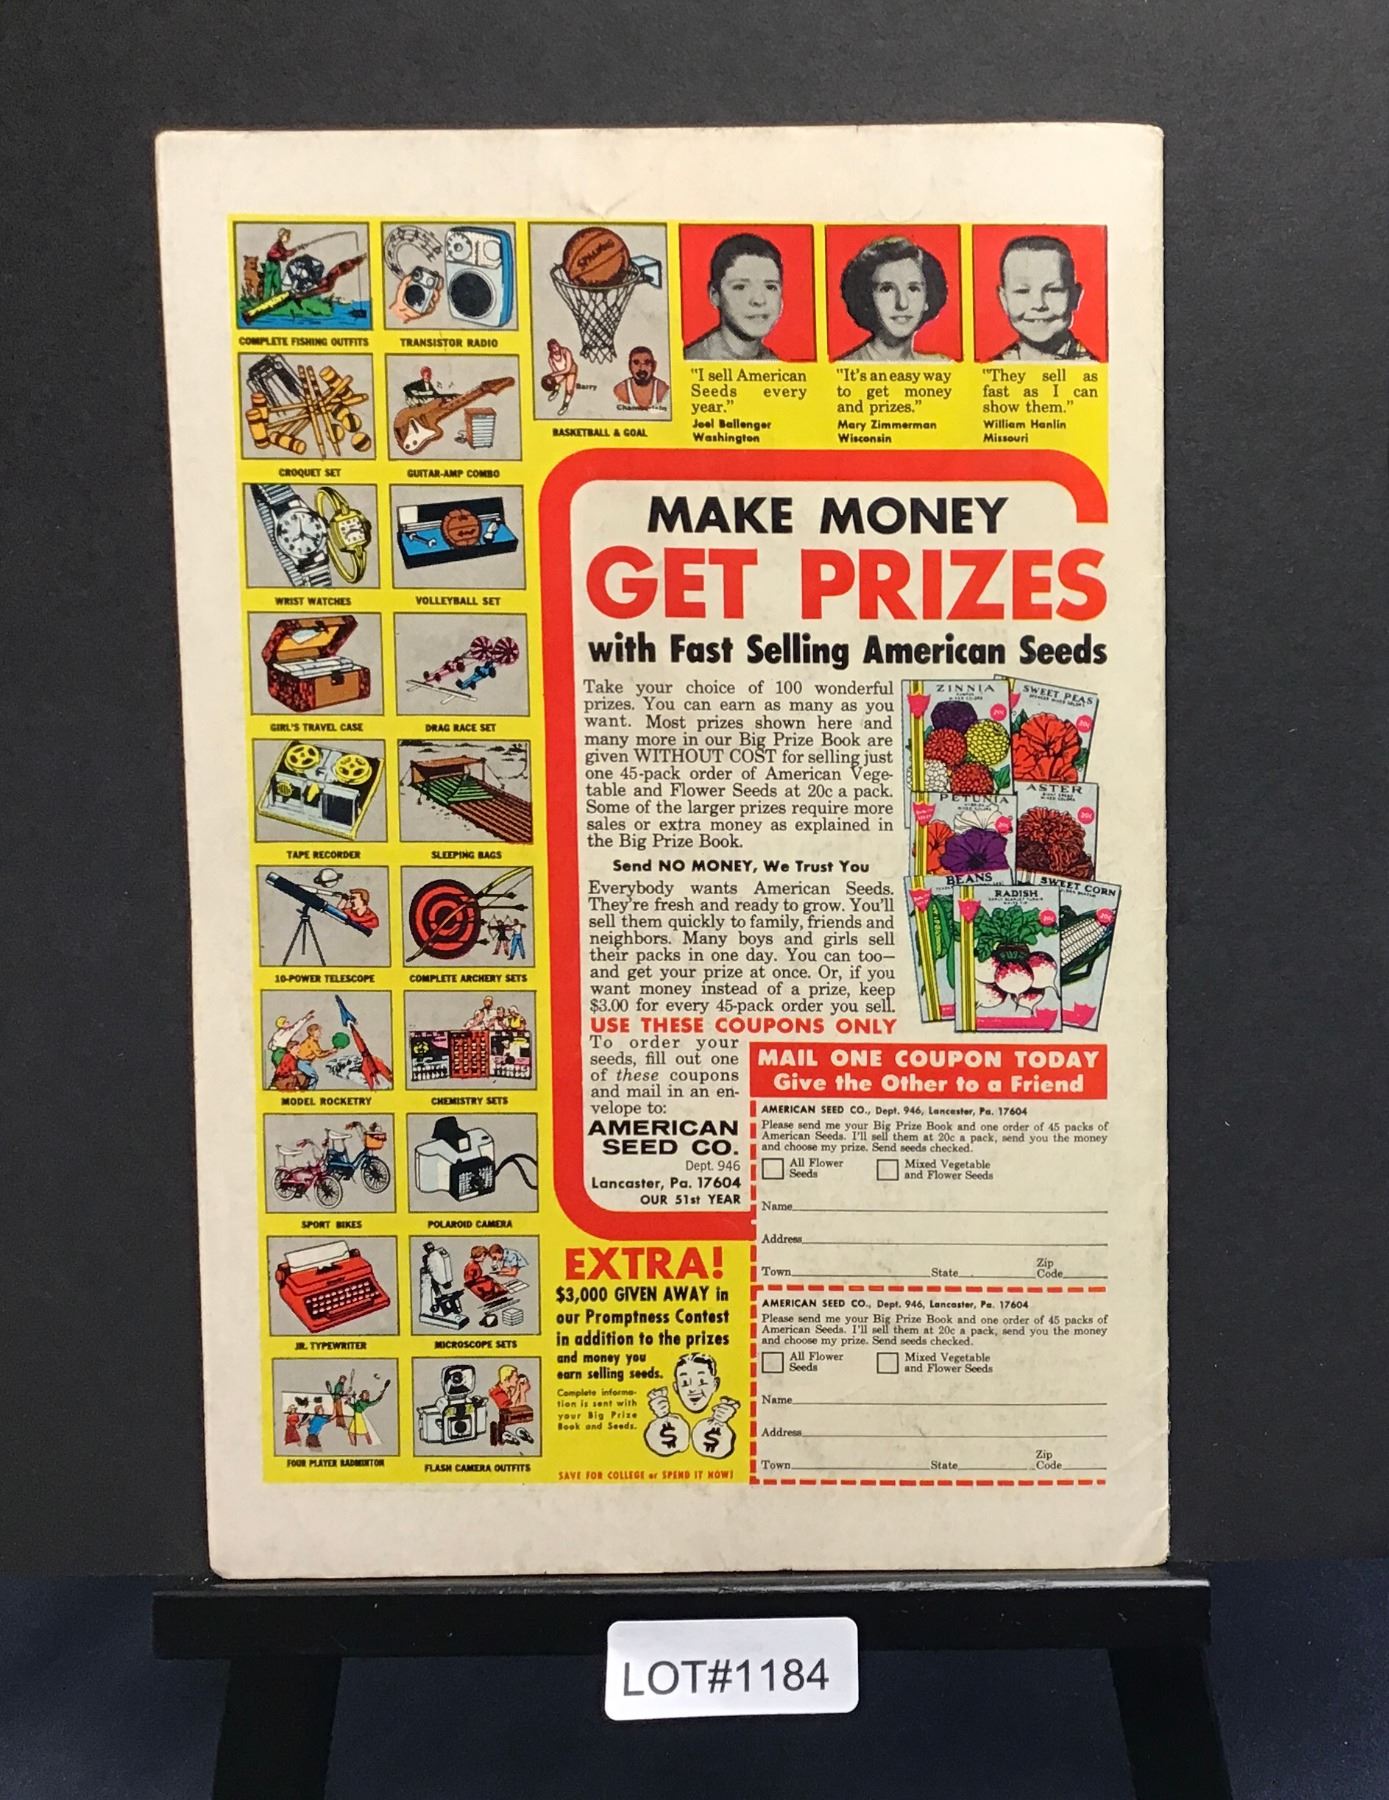 COMPLETE FISHING OUTFITS
TRANSISTOR RADIO
SPALDING
Barry
Chamberlain
BASKETBALL & GOAL
"I sell American
Seeds every
year."
Joel Ballenger
Washington
"It's an easy way
to get money
and prizes."
Mary Zimmerman
Wisconsin
"They sell as
fast as I can
show them."
William Hanlin
Missouri
CROQUET SET
GUITAR-AMP COMBO
WRIST WATCHES
VOLLEYBALL SET
GIRL'S TRAVEL CASE
DRAG RACE SET
TAPE RECORDER
SLEEPING BAGS
10-POWER TELESCOPE
COMPLETE ARCHERY SETS
MODEL ROCKETRY
CHEMISTRY SETS
SPORT BIKES
POLAROID CAMERA
JR. TYPEWRITER
MICROSCOPE SETS
FOUR PLAYER BADMINTON
FLASH CAMERA OUTFITS
MAKE MONEY
GET PRIZES
with Fast Selling American Seeds
Take your choice of 100 wonderful
prizes. You can earn as many as you
want. Most prizes shown here and
many more in our Big Prize Book are
given WITHOUT COST for selling just
one 45-pack order of American Vege-
table and Flower Seeds at 20c a pack.
Some of the larger prizes require more
sales or extra money as explained in
the Big Prize Book.
Send NO MONEY, We Trust You
Everybody wants American Seeds.
They're fresh and ready to grow. You'll
sell them quickly to family, friends and
neighbors. Many boys and girls sell
their packs in one day. You can too—
and get your prize at once. Or, if you
want money instead of a prize, keep
$3.00 for every 45-pack order you sell.
USE THESE COUPONS ONLY
To order your
seeds, fill out one
of these coupons
and mail in an en-
velope to:
AMERICAN
SEED CO.
Dept. 946
Lancaster, Pa. 17604
OUR 51st YEAR
ZINNIA
20c
SWEET PEAS
20c
PETUNIA
20c
ASTER
20c
BEANS
RADISH
20c
SWEET CORN
20c
MAIL ONE COUPON TODAY
Give the Other to a Friend
AMERICAN SEED CO., Dept. 946, Lancaster, Pa. 17604
Please send me your Big Prize Book and one order of 45 packs of
American Seeds. I'll sell them at 20c a pack, send you the money
and choose my prize. Send seeds checked.
All Flower
Seeds
Mixed Vegetable
and Flower Seeds
Name
Address
Town State Zip Code
AMERICAN SEED CO., Dept. 946, Lancaster, Pa. 17604
Please send me your Big Prize Book and one order of 45 packs of
American Seeds. I'll sell them at 20c a pack, send you the money
and choose my prize. Send seeds checked.
All Flower
Seeds
Mixed Vegetable
and Flower Seeds
Name
Address
Town State Zip Code
EXTRA!
$3,000 GIVEN AWAY in
our Promptness Contest
in addition to the prizes
and money you
earn selling seeds.
Complete informa-
tion is sent with
your Big Prize
Book and Seeds.
$ $
SAVE FOR COLLEGE or SPEND IT NOW!
LOT#1184